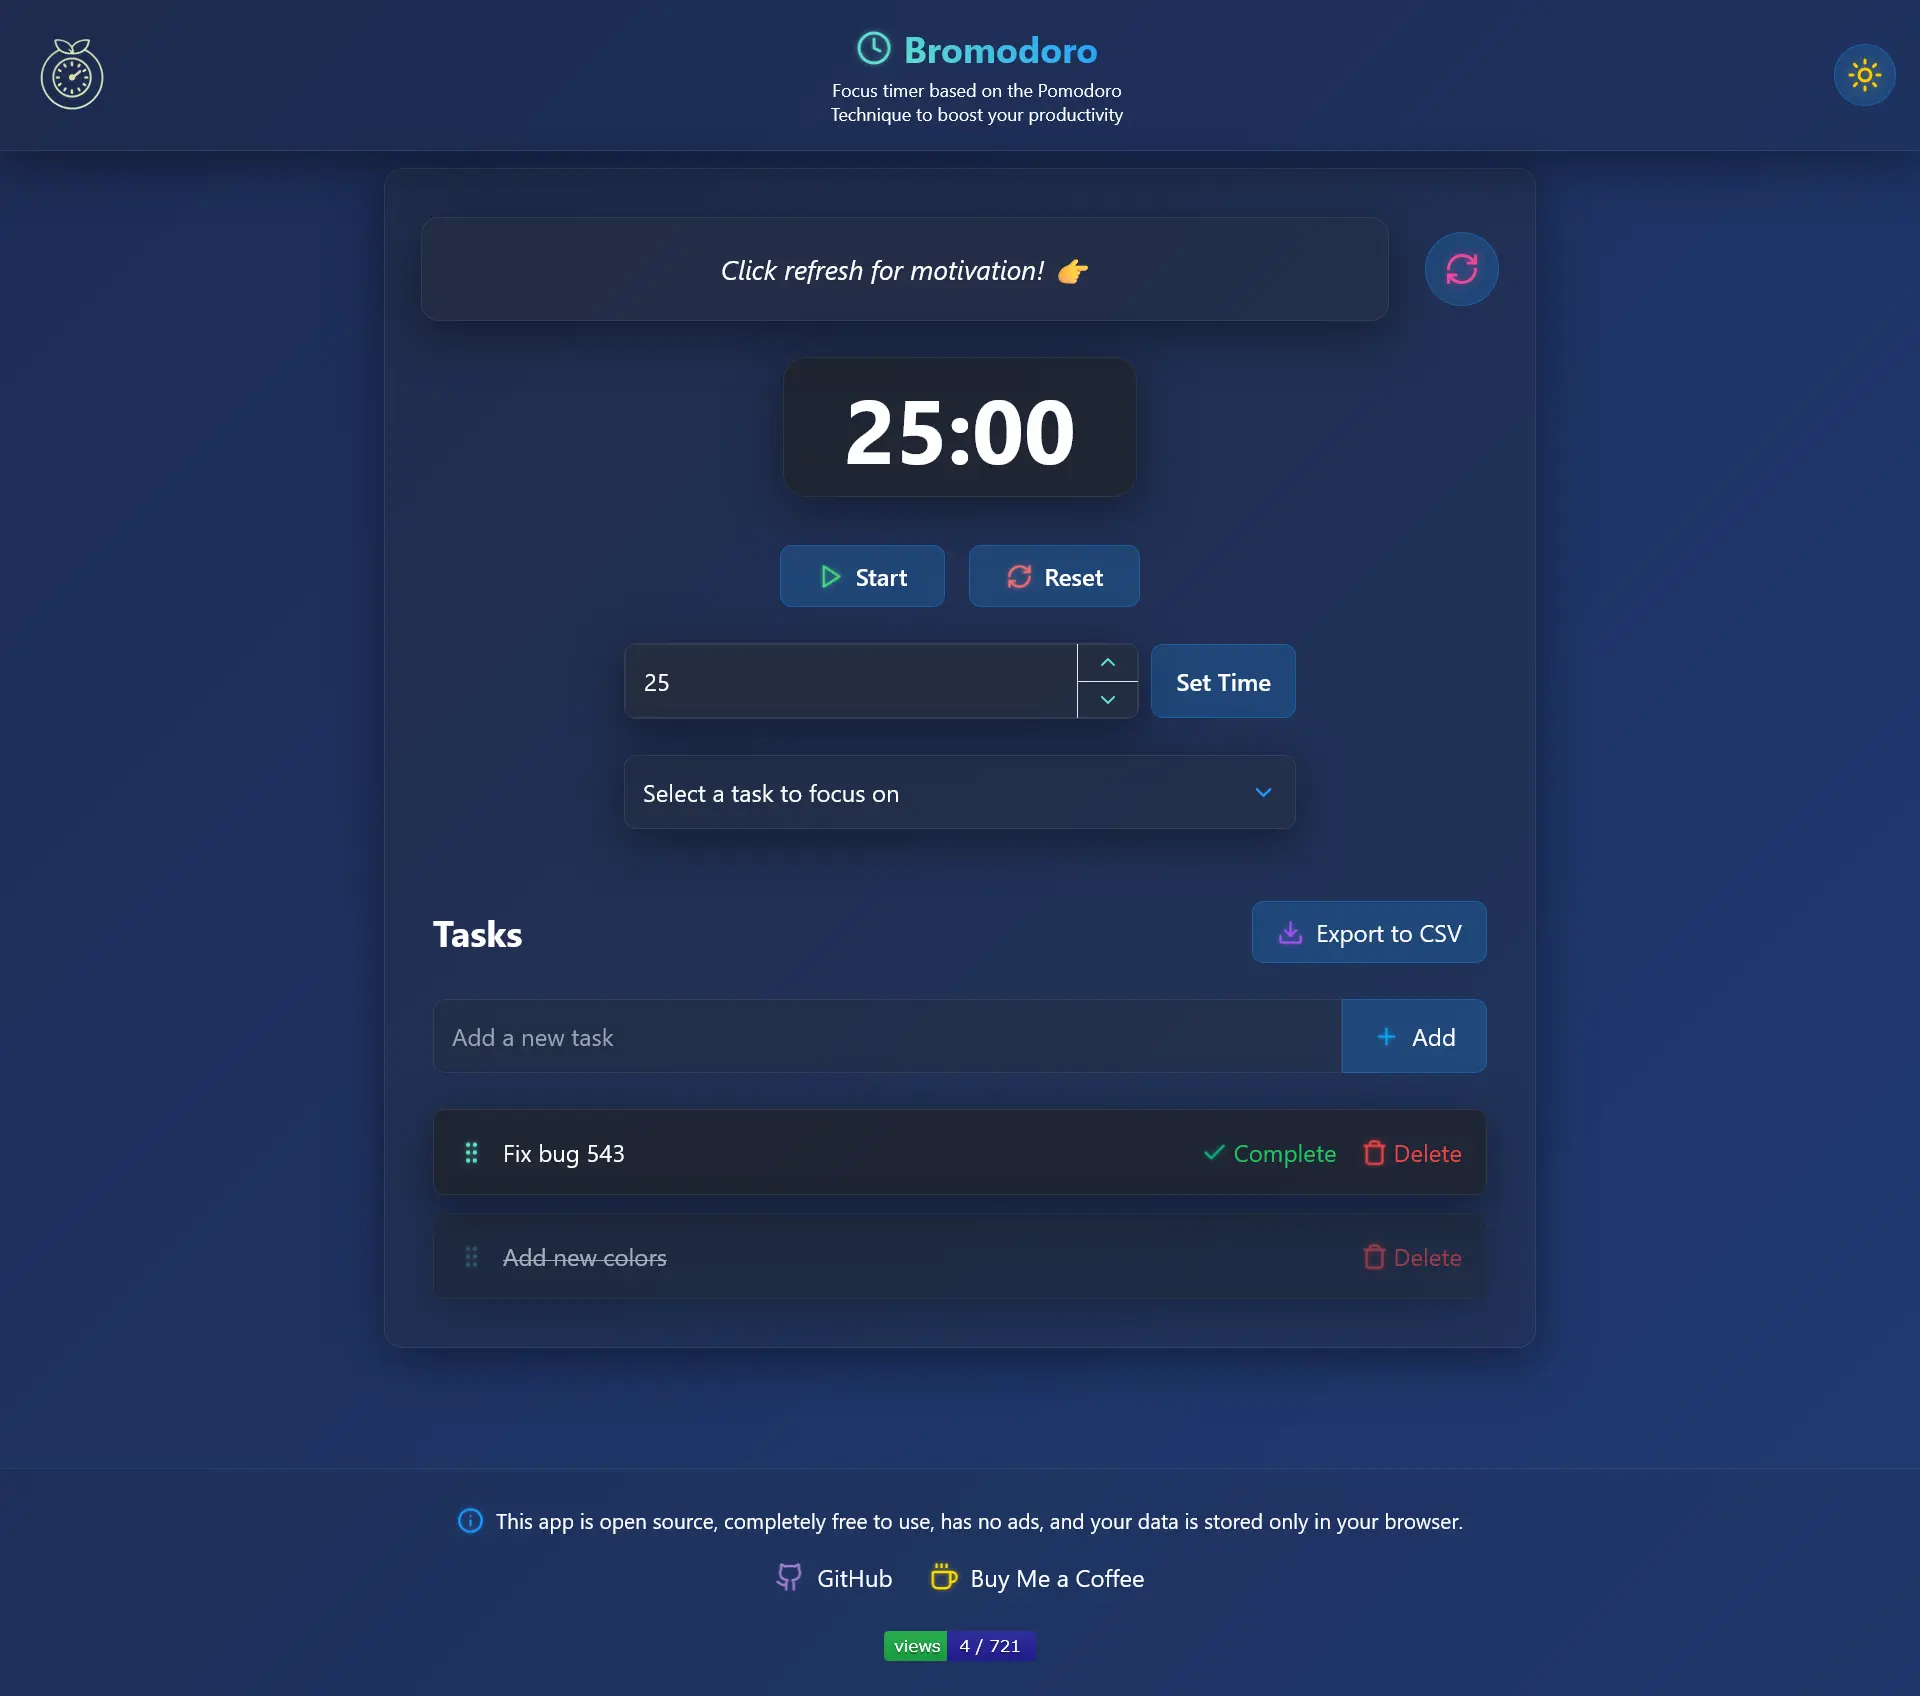 Bromodoro
Focus timer based on the Pomodoro
Technique to boost your productivity
Click refresh for motivation! 👉
25:00
Start
Reset
25
Set Time
Select a task to focus on
Tasks
Export to CSV
Add a new task
Add
Fix bug 543
Complete
Delete
Add new colors
Delete
This app is open source, completely free to use, has no ads, and your data is stored only in your browser.
GitHub
Buy Me a Coffee
views 4 / 721